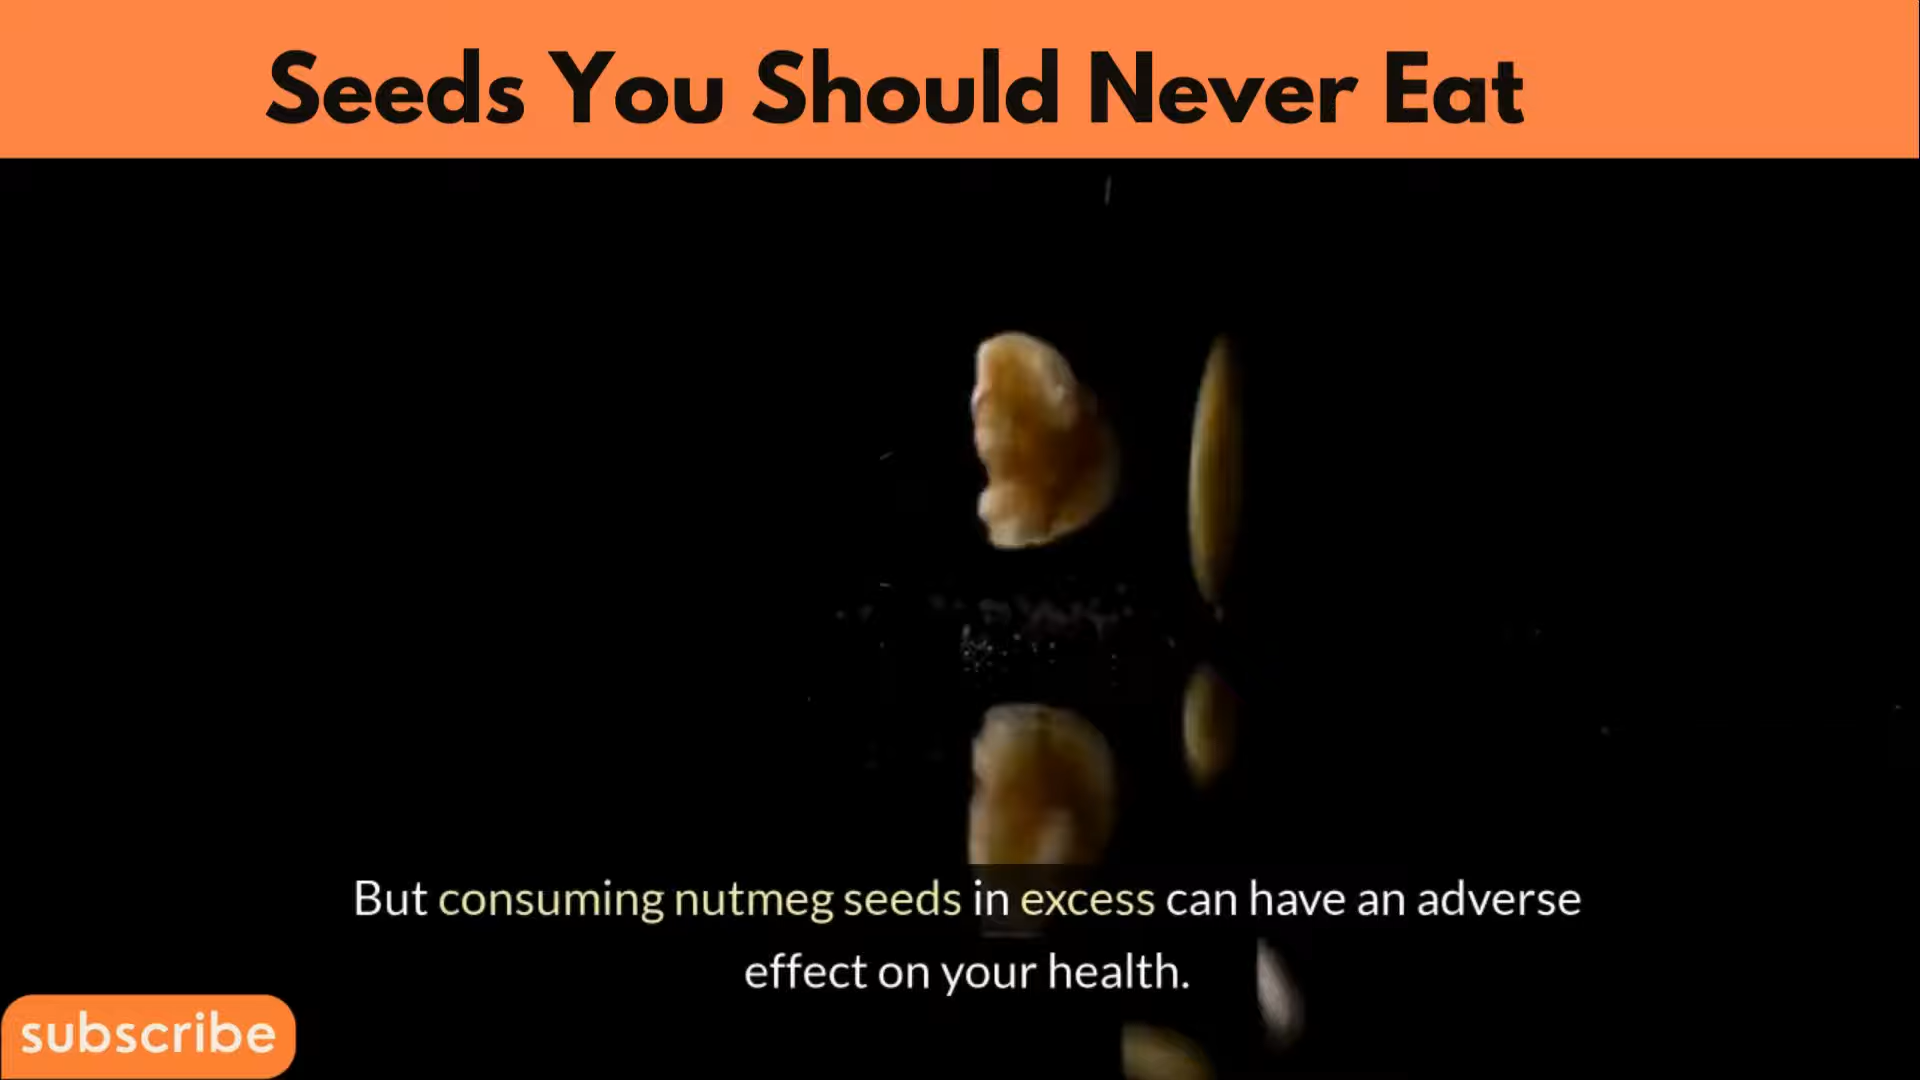 Seeds You Should Never Eat
But consuming nutmeg seeds in excess can have an adverse
effect on your health.
subscribe